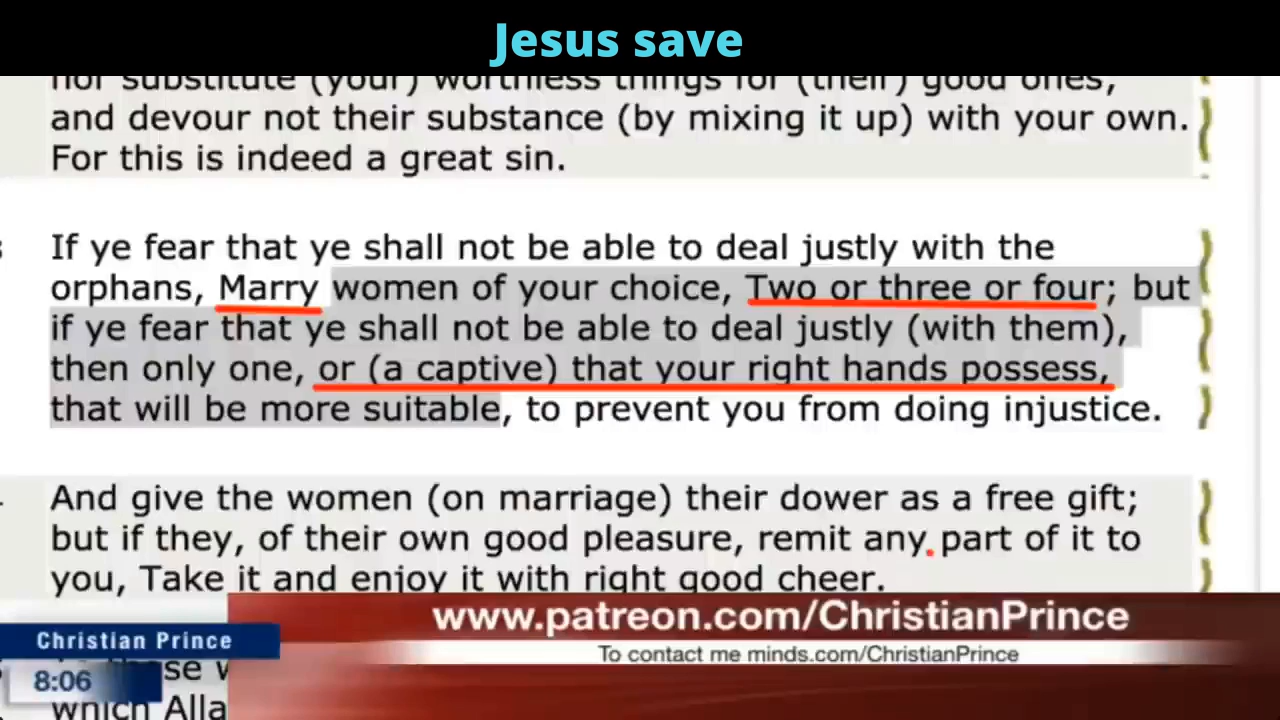 Jesus save
nor substitute (your) worthless things for (their) good ones,
and devour not their substance (by mixing it up) with your own.
For this is indeed a great sin.
If ye fear that ye shall not be able to deal justly with the
orphans, Marry women of your choice, Two or three or four; but
if ye fear that ye shall not be able to deal justly (with them),
then only one, or (a captive) that your right hands possess,
that will be more suitable, to prevent you from doing injustice.
And give the women (on marriage) their dower as a free gift;
but if they, of their own good pleasure, remit any part of it to
you, Take it and enjoy it with right good cheer.
www.patreon.com/ChristianPrince
Christian Prince
To contact me minds.com/ChristianPrince
8:06
which Alla